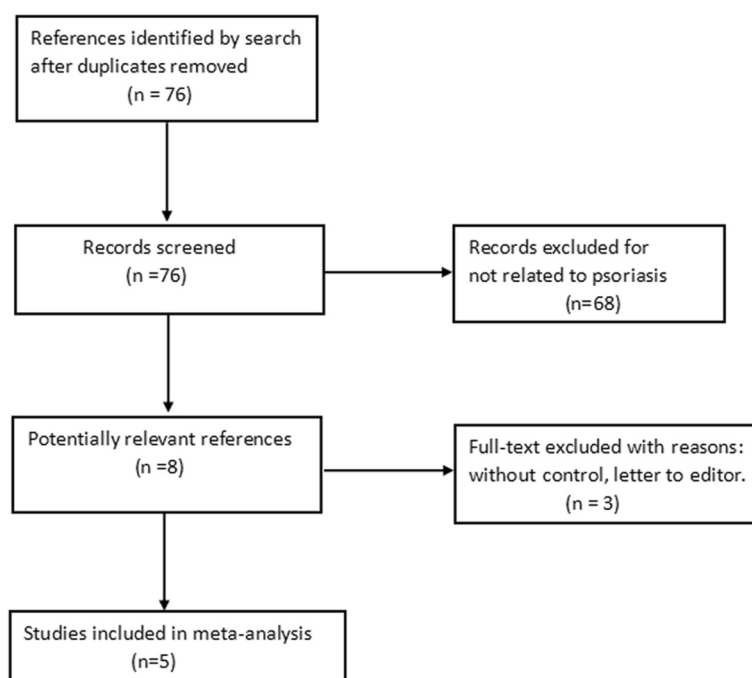 References identified by search
after duplicates removed
(n = 76)
Records screened
(n =76)
Records excluded for
not related to psoriasis
(n=68)
Potentially relevant references
(n =8)
Full-text excluded with reasons:
without control, letter to editor.
(n = 3)
Studies included in meta-analysis
(n=5)